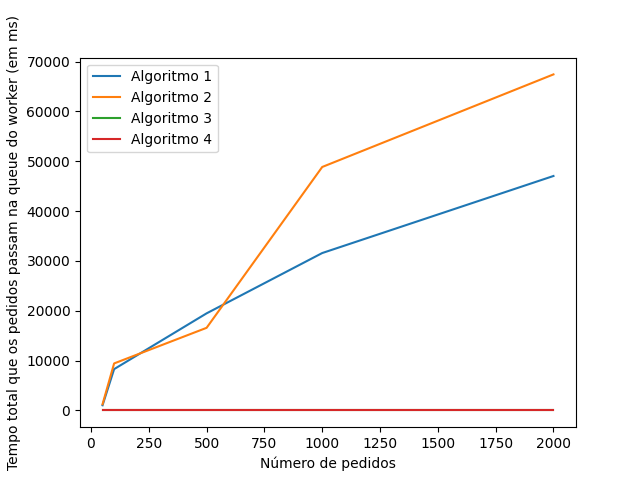 Tempo total que os pedidos passam na queue do worker (em ms)
70000
60000
50000
40000
30000
20000
10000
0
Algoritmo 1
Algoritmo 2
Algoritmo 3
Algoritmo 4
0 250 500 750 1000 1250 1500 1750 2000
Número de pedidos